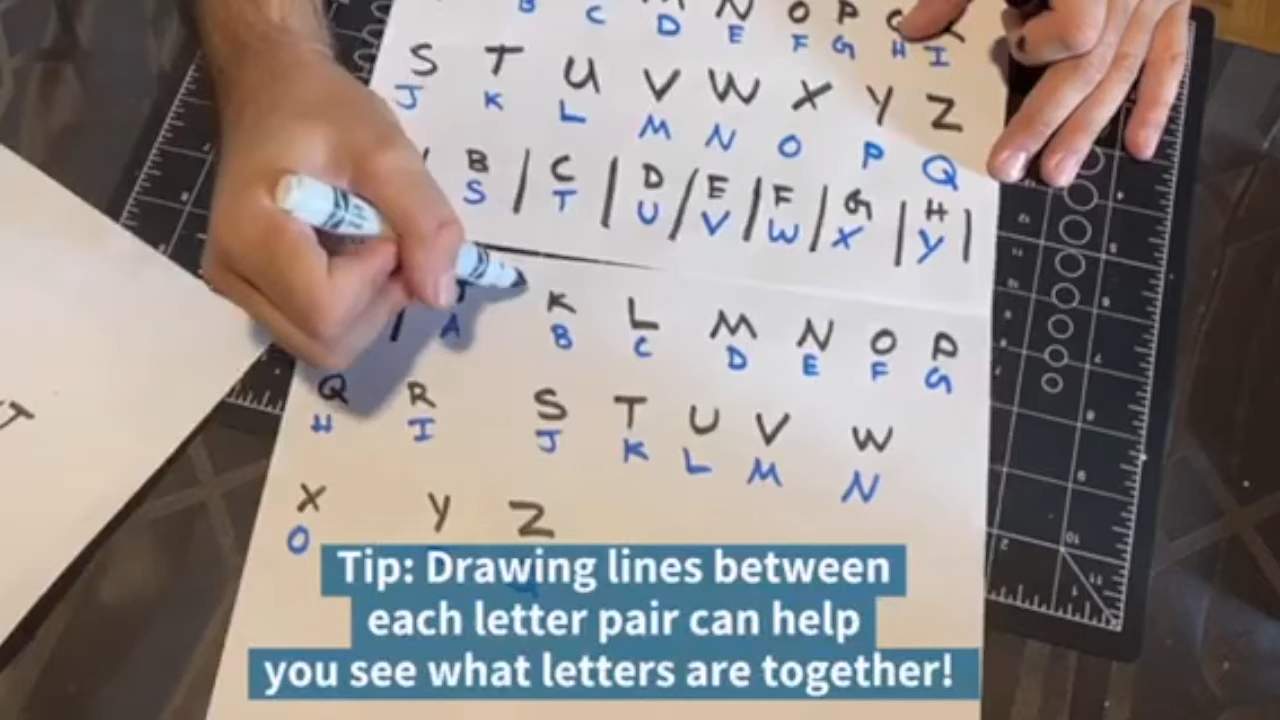 B C M N O P
D E F G H I
S T U V W X Y Z
J K L M N O P Q
B | C | D | E | F | G | H |
S T U V W X Y
J K L M N O P
A B C D E F G
Q R S T U V W
H I J K L M N
X Y Z
O
Tip: Drawing lines between
each letter pair can help
you see what letters are together!